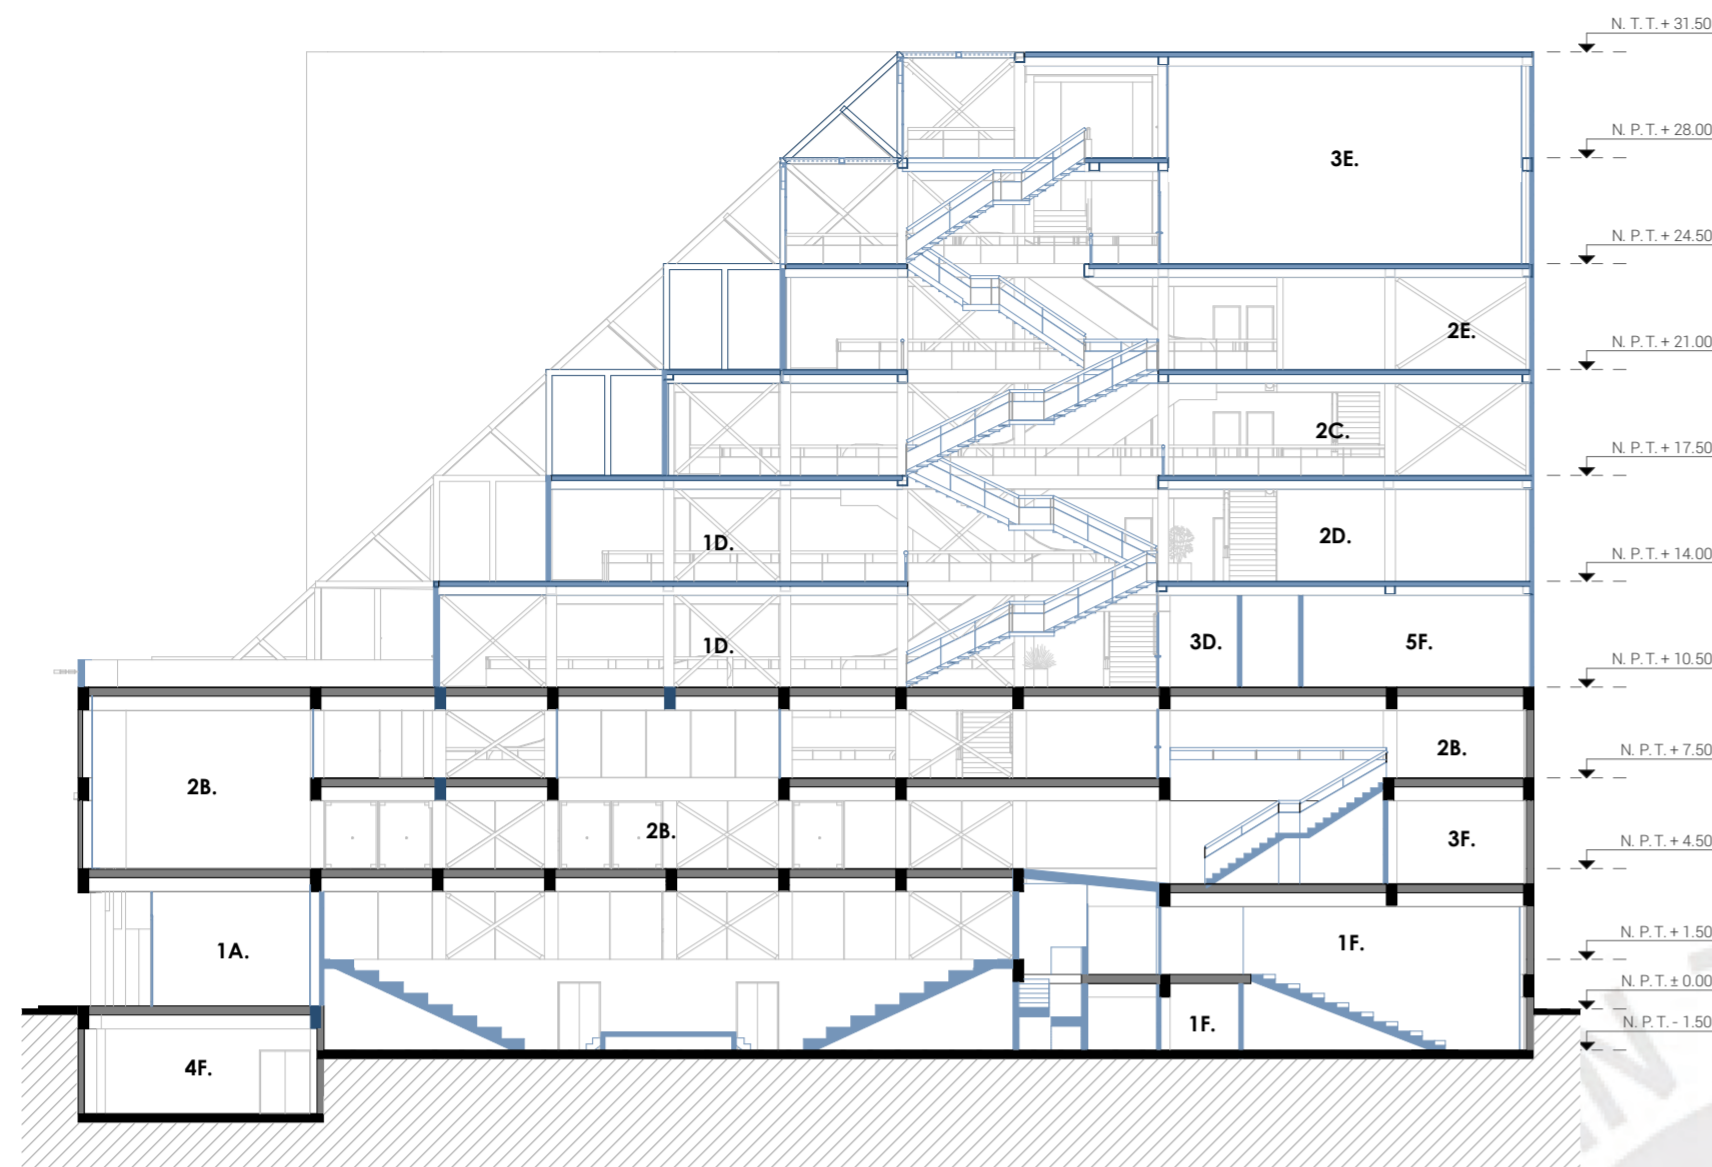 N. T. T. + 31.50
N. P. T. + 28.00
3E.
N. P. T. + 24.50
2E.
N. P. T. + 21.00
2C.
N. P. T. + 17.50
1D.
2D.
N. P. T. + 14.00
1D.
3D.
5F.
N. P. T. + 10.50
2B.
2B.
N. P. T. + 7.50
2B.
3F.
N. P. T. + 4.50
1A.
1F.
N. P. T. + 1.50
N. P. T. ± 0.00
1F.
N. P. T. - 1.50
4F.